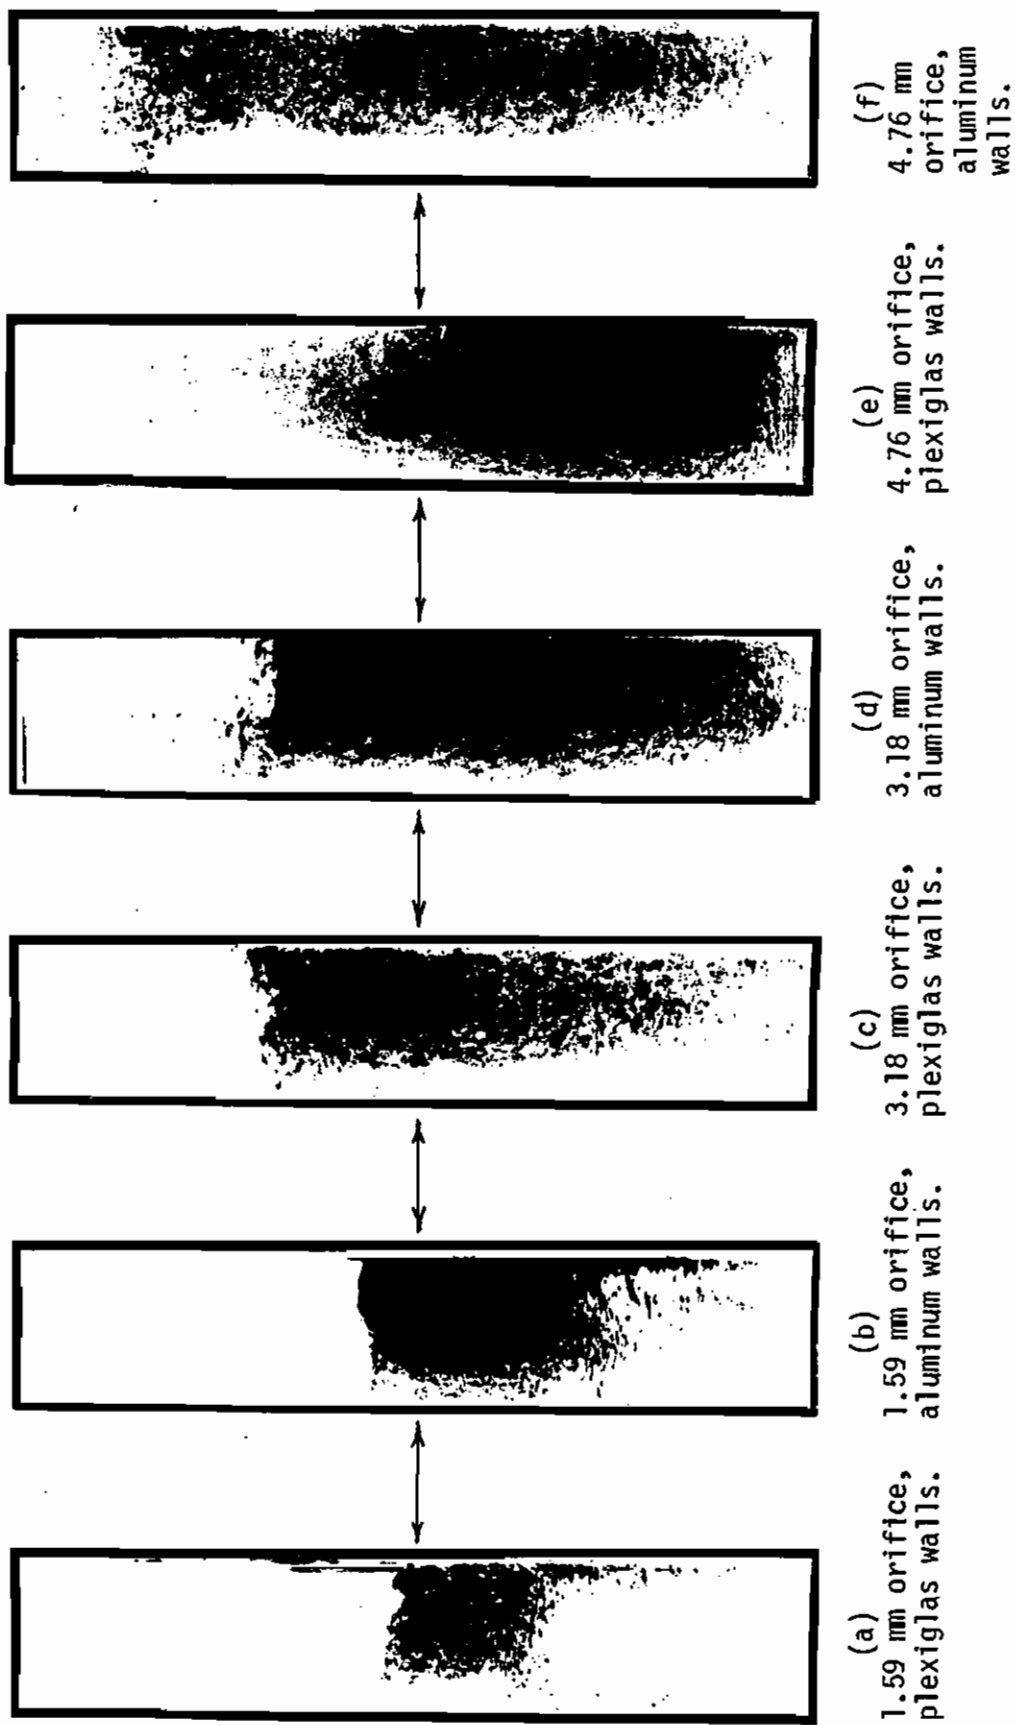 (a)
1.59 mm orifice,
plexiglas walls.
(b)
1.59 mm orifice,
aluminum walls.
(c)
3.18 mm orifice,
plexiglas walls.
(d)
3.18 mm orifice,
aluminum walls.
(e)
4.76 mm orifice,
plexiglas walls.
(f)
4.76 mm
orifice,
aluminum
walls.